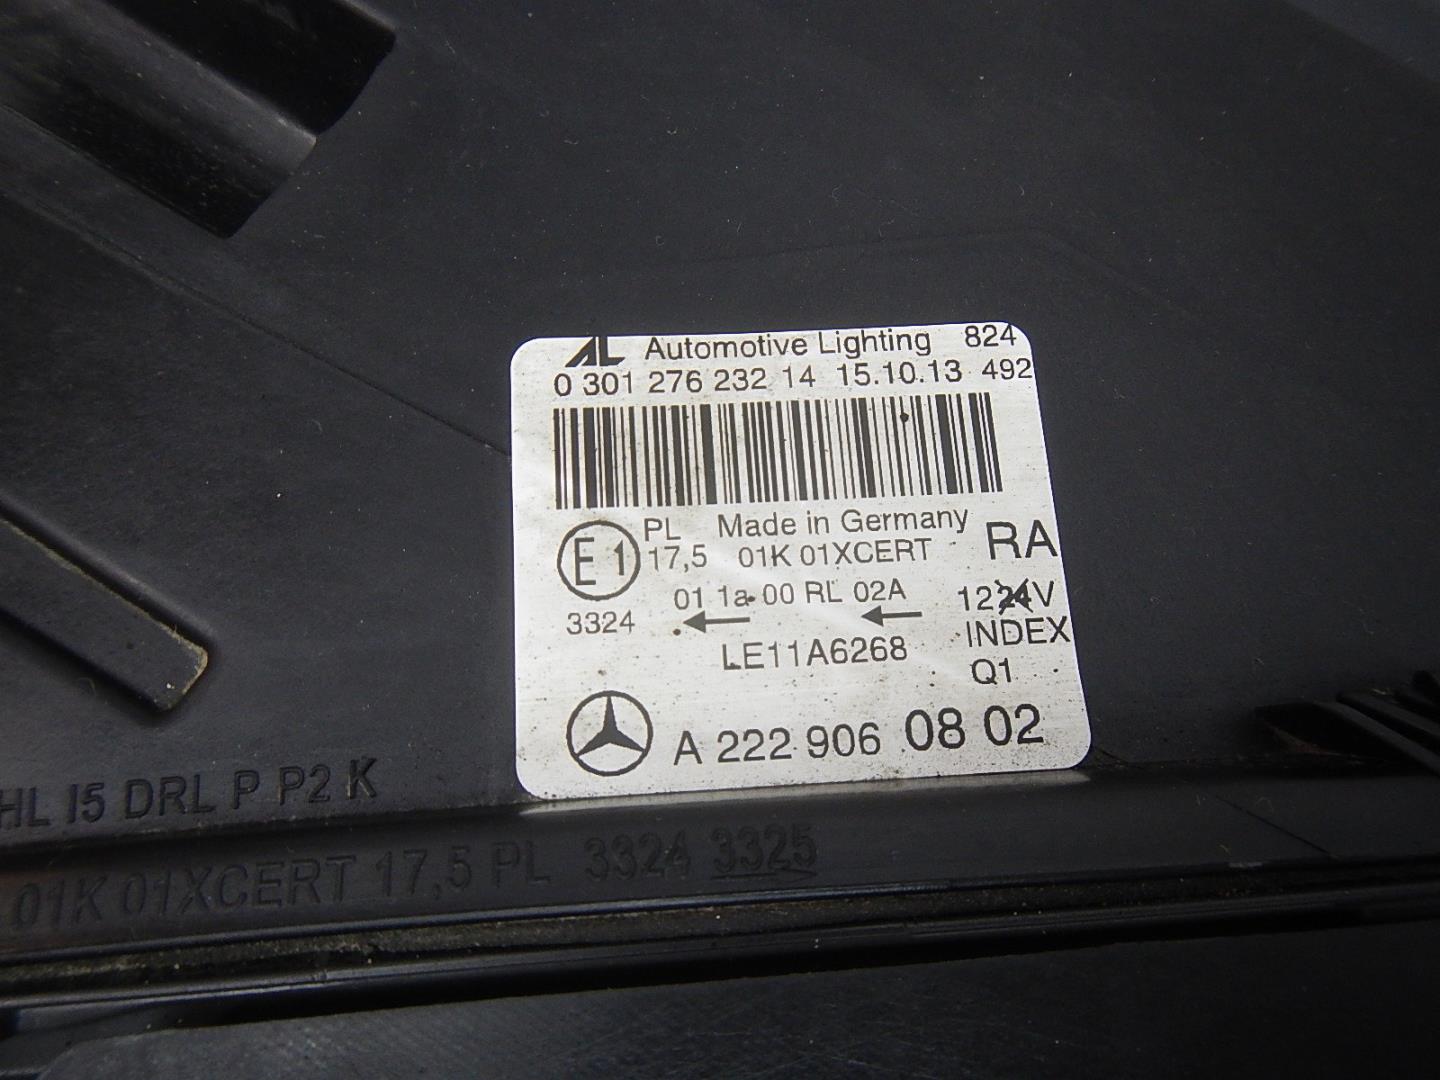 AL Automotive Lighting 824
0 301 276 232 14 15.10.13 492
PL Made in Germany RA
E1 17,5 01K 01XCERT
3324 01 1a 00 RL 02A 1224V
← ← INDEX
LE11A6268 Q1
A 222 906 08 02
HL I5 DRL P P2 K
01K 01XCERT 17,5 PL 3324 3325